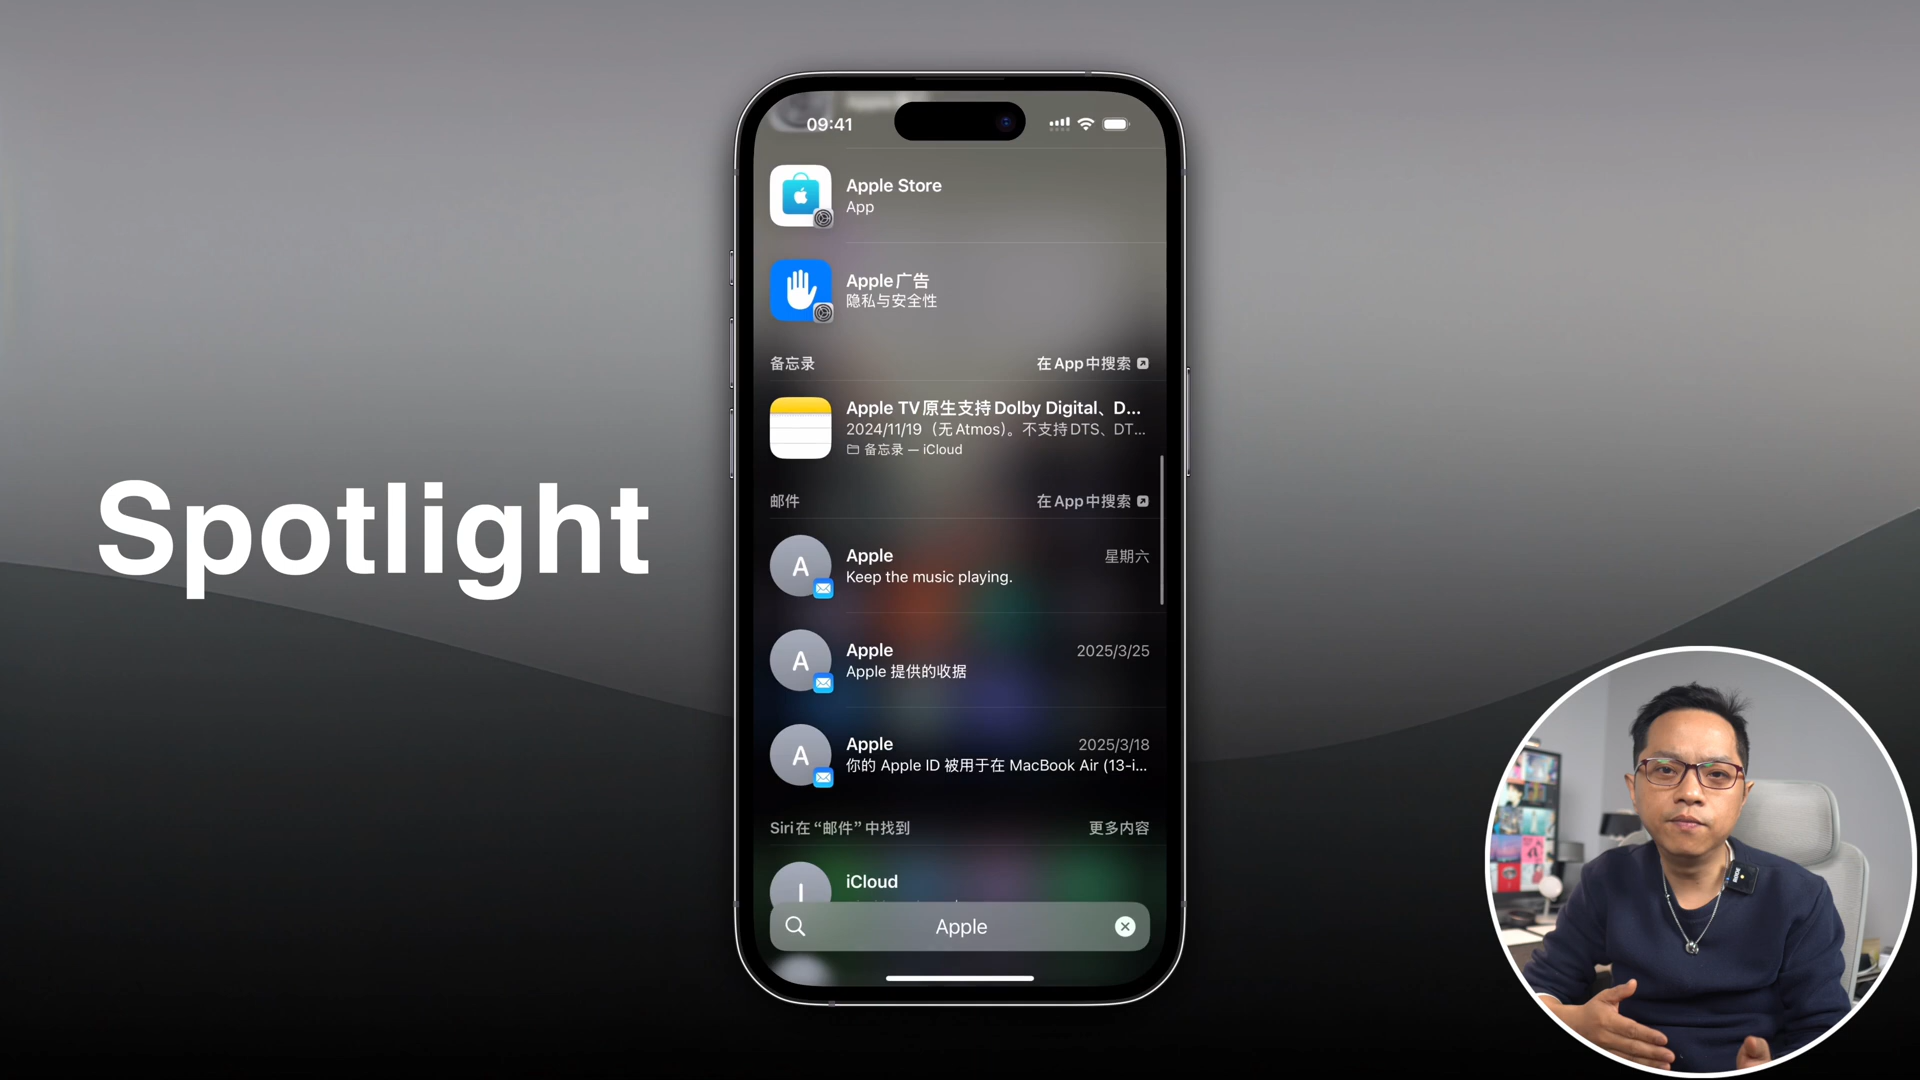 Spotlight
09:41
Apple Store
App
Apple广告
隐私与安全性
备忘录
在App中搜索
Apple TV原生支持Dolby Digital、D...
2024/11/19（无Atmos）。不支持DTS、DT...
备忘录 — iCloud
邮件
在App中搜索
A
Apple
星期六
Keep the music playing.
A
Apple
2025/3/25
Apple 提供的收据
A
Apple
2025/3/18
你的 Apple ID 被用于在 MacBook Air (13-i...
Siri在“邮件”中找到
更多内容
I
iCloud
Apple